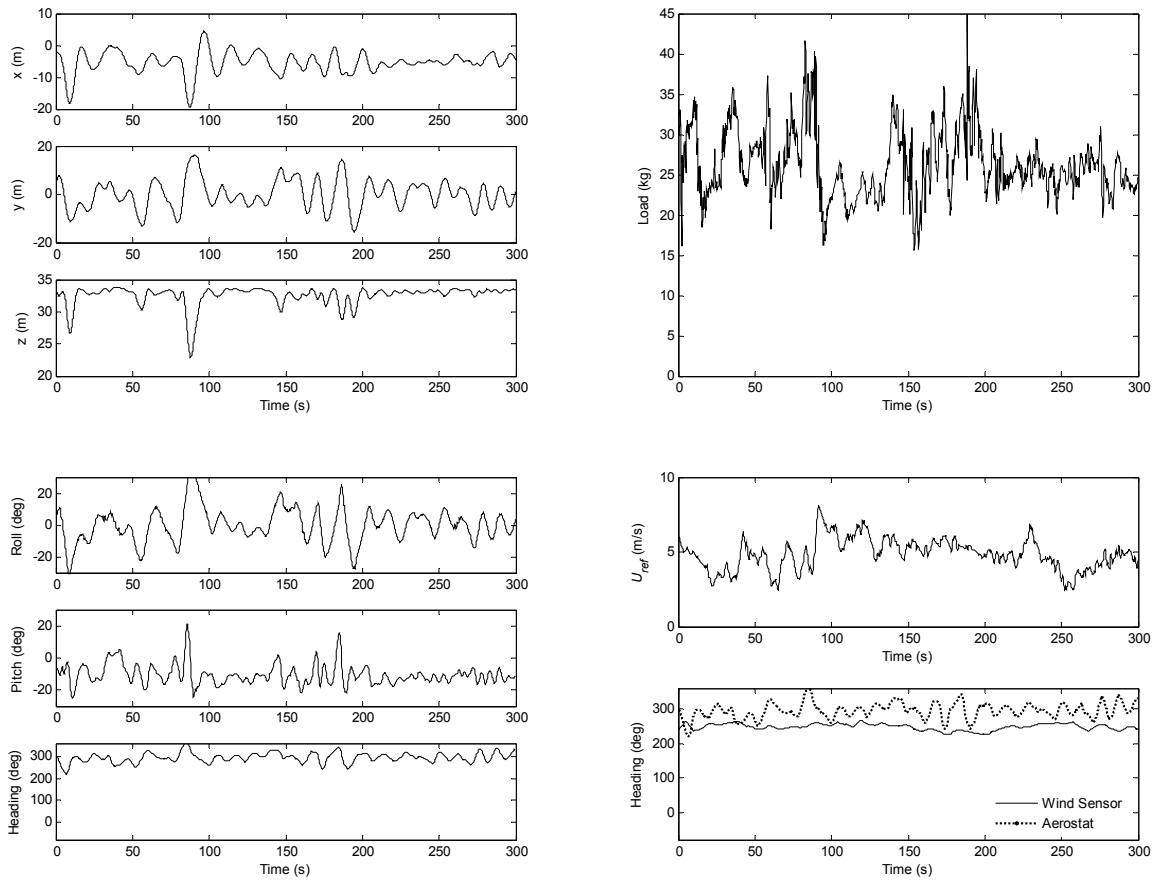 10
0
-10
-20
x (m)
0 50 100 150 200 250 300
20
0
-20
y (m)
0 50 100 150 200 250 300
35
30
25
20
z (m)
0 50 100 150 200 250 300
Time (s)
45
40
35
30
25
20
15
10
5
0
Load (kg)
0 50 100 150 200 250 300
Time (s)
20
0
-20
Roll (deg)
0 50 100 150 200 250 300
20
0
-20
Pitch (deg)
0 50 100 150 200 250 300
300
200
100
0
Heading (deg)
0 50 100 150 200 250 300
Time (s)
10
5
0
U_ref (m/s)
0 50 100 150 200 250 300
Time (s)
300
200
100
0
Heading (deg)
Wind Sensor
Aerostat
0 50 100 150 200 250 300
Time (s)